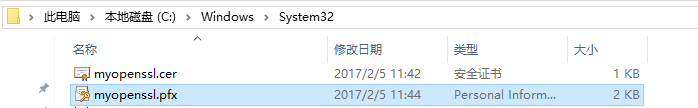 此电脑 > 本地磁盘 (C:) > Windows > System32
名称 修改日期 类型 大小
myopenssl.cer 2017/2/5 11:42 安全证书 1 KB
myopenssl.pfx 2017/2/5 11:44 Personal Inform... 2 KB